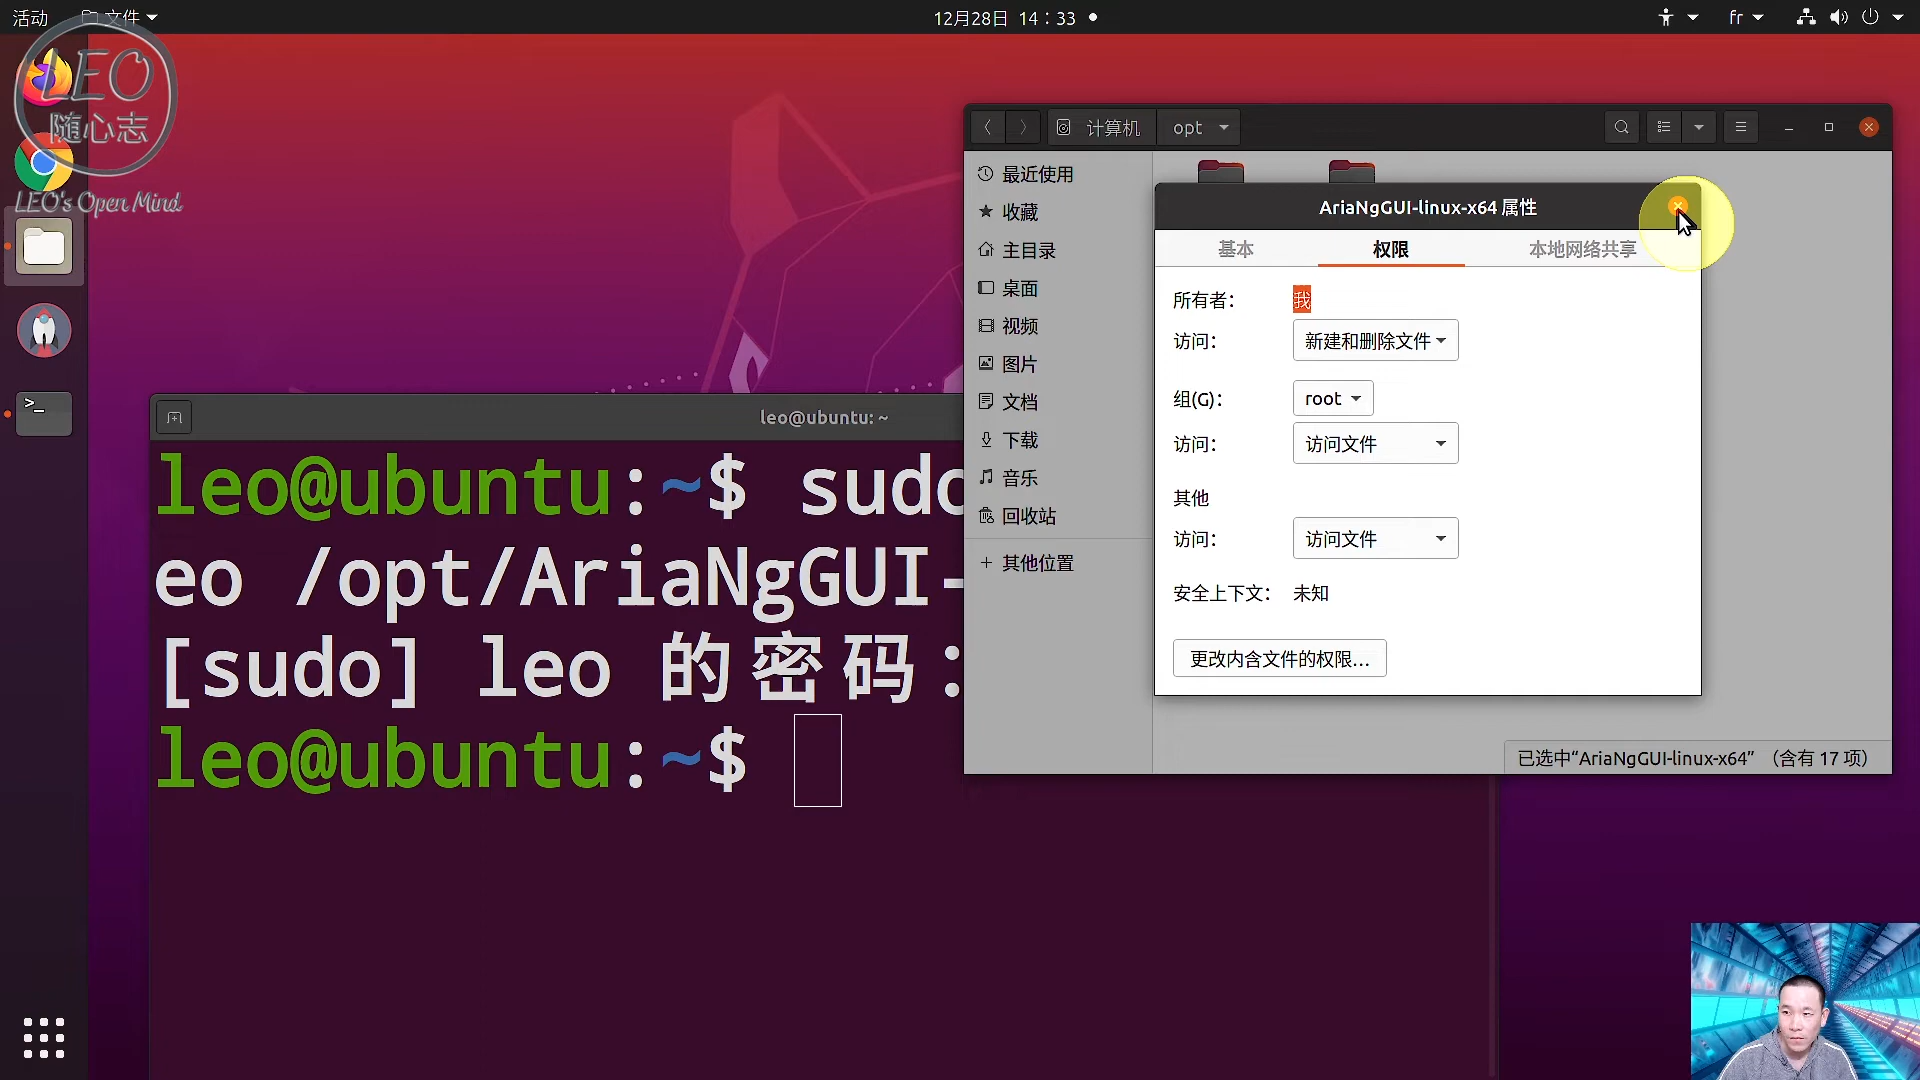 活动 文件
12月28日 14：33
fr
LEO
随心志
LEO's Open Mind
计算机 opt
最近使用
收藏
主目录
桌面
视频
图片
文档
下载
音乐
回收站
其他位置
AriaNgGUI-linux-x64 属性
基本 权限 本地网络共享
所有者： 我
访问： 新建和删除文件
组(G)： root
访问： 访问文件
其他
访问： 访问文件
安全上下文： 未知
更改内含文件的权限...
已选中“AriaNgGUI-linux-x64” （含有 17 项）
leo@ubuntu: ~
leo@ubuntu:~$ sudo
eo /opt/AriaNgGUI-
[sudo] leo 的密码：
leo@ubuntu:~$